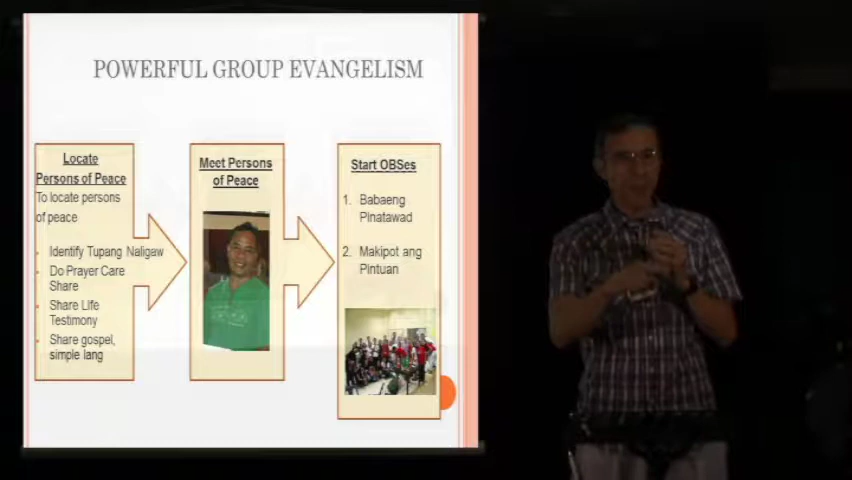 POWERFUL GROUP EVANGELISM
Locate
Persons of Peace
To locate persons
of peace
Identify Tupang Naligaw
Do Prayer Care
Share
Share Life
Testimony
Share gospel,
simple lang
Meet Persons
of Peace
Start OBSes
1. Babaeng
Pinatawad
2. Makipot ang
Pintuan